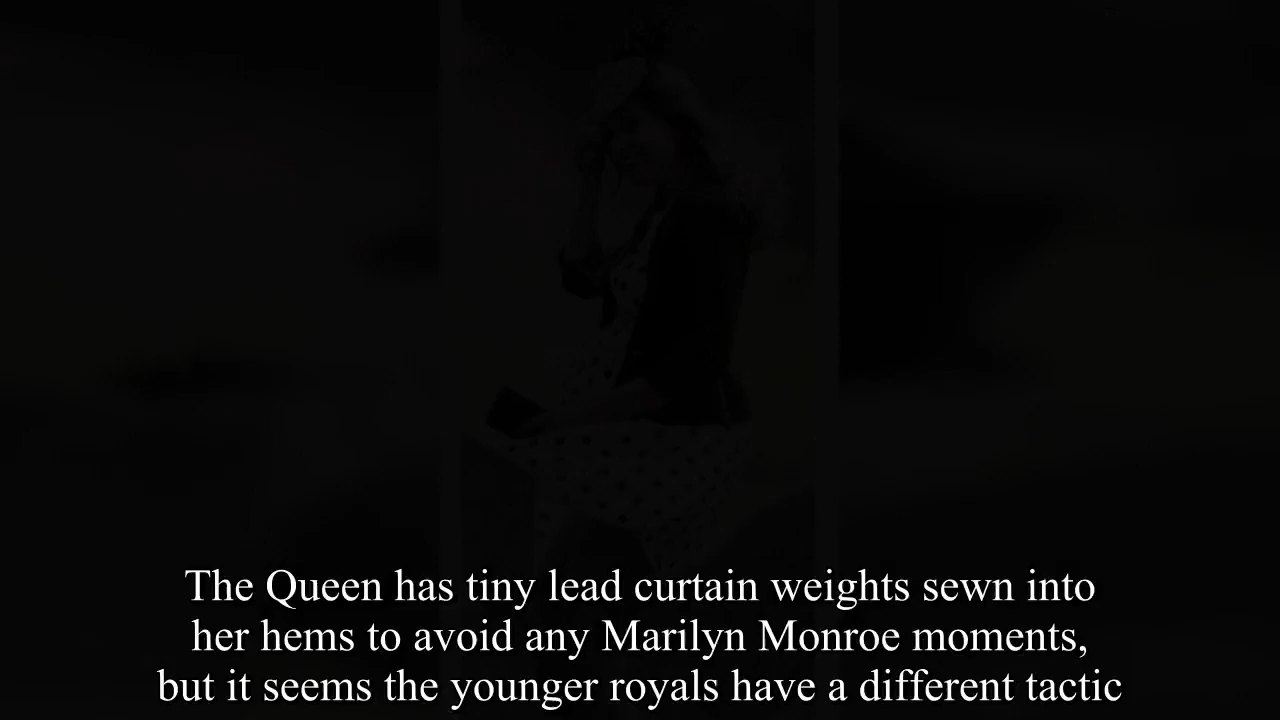 The Queen has tiny lead curtain weights sewn into
her hems to avoid any Marilyn Monroe moments,
but it seems the younger royals have a different tactic